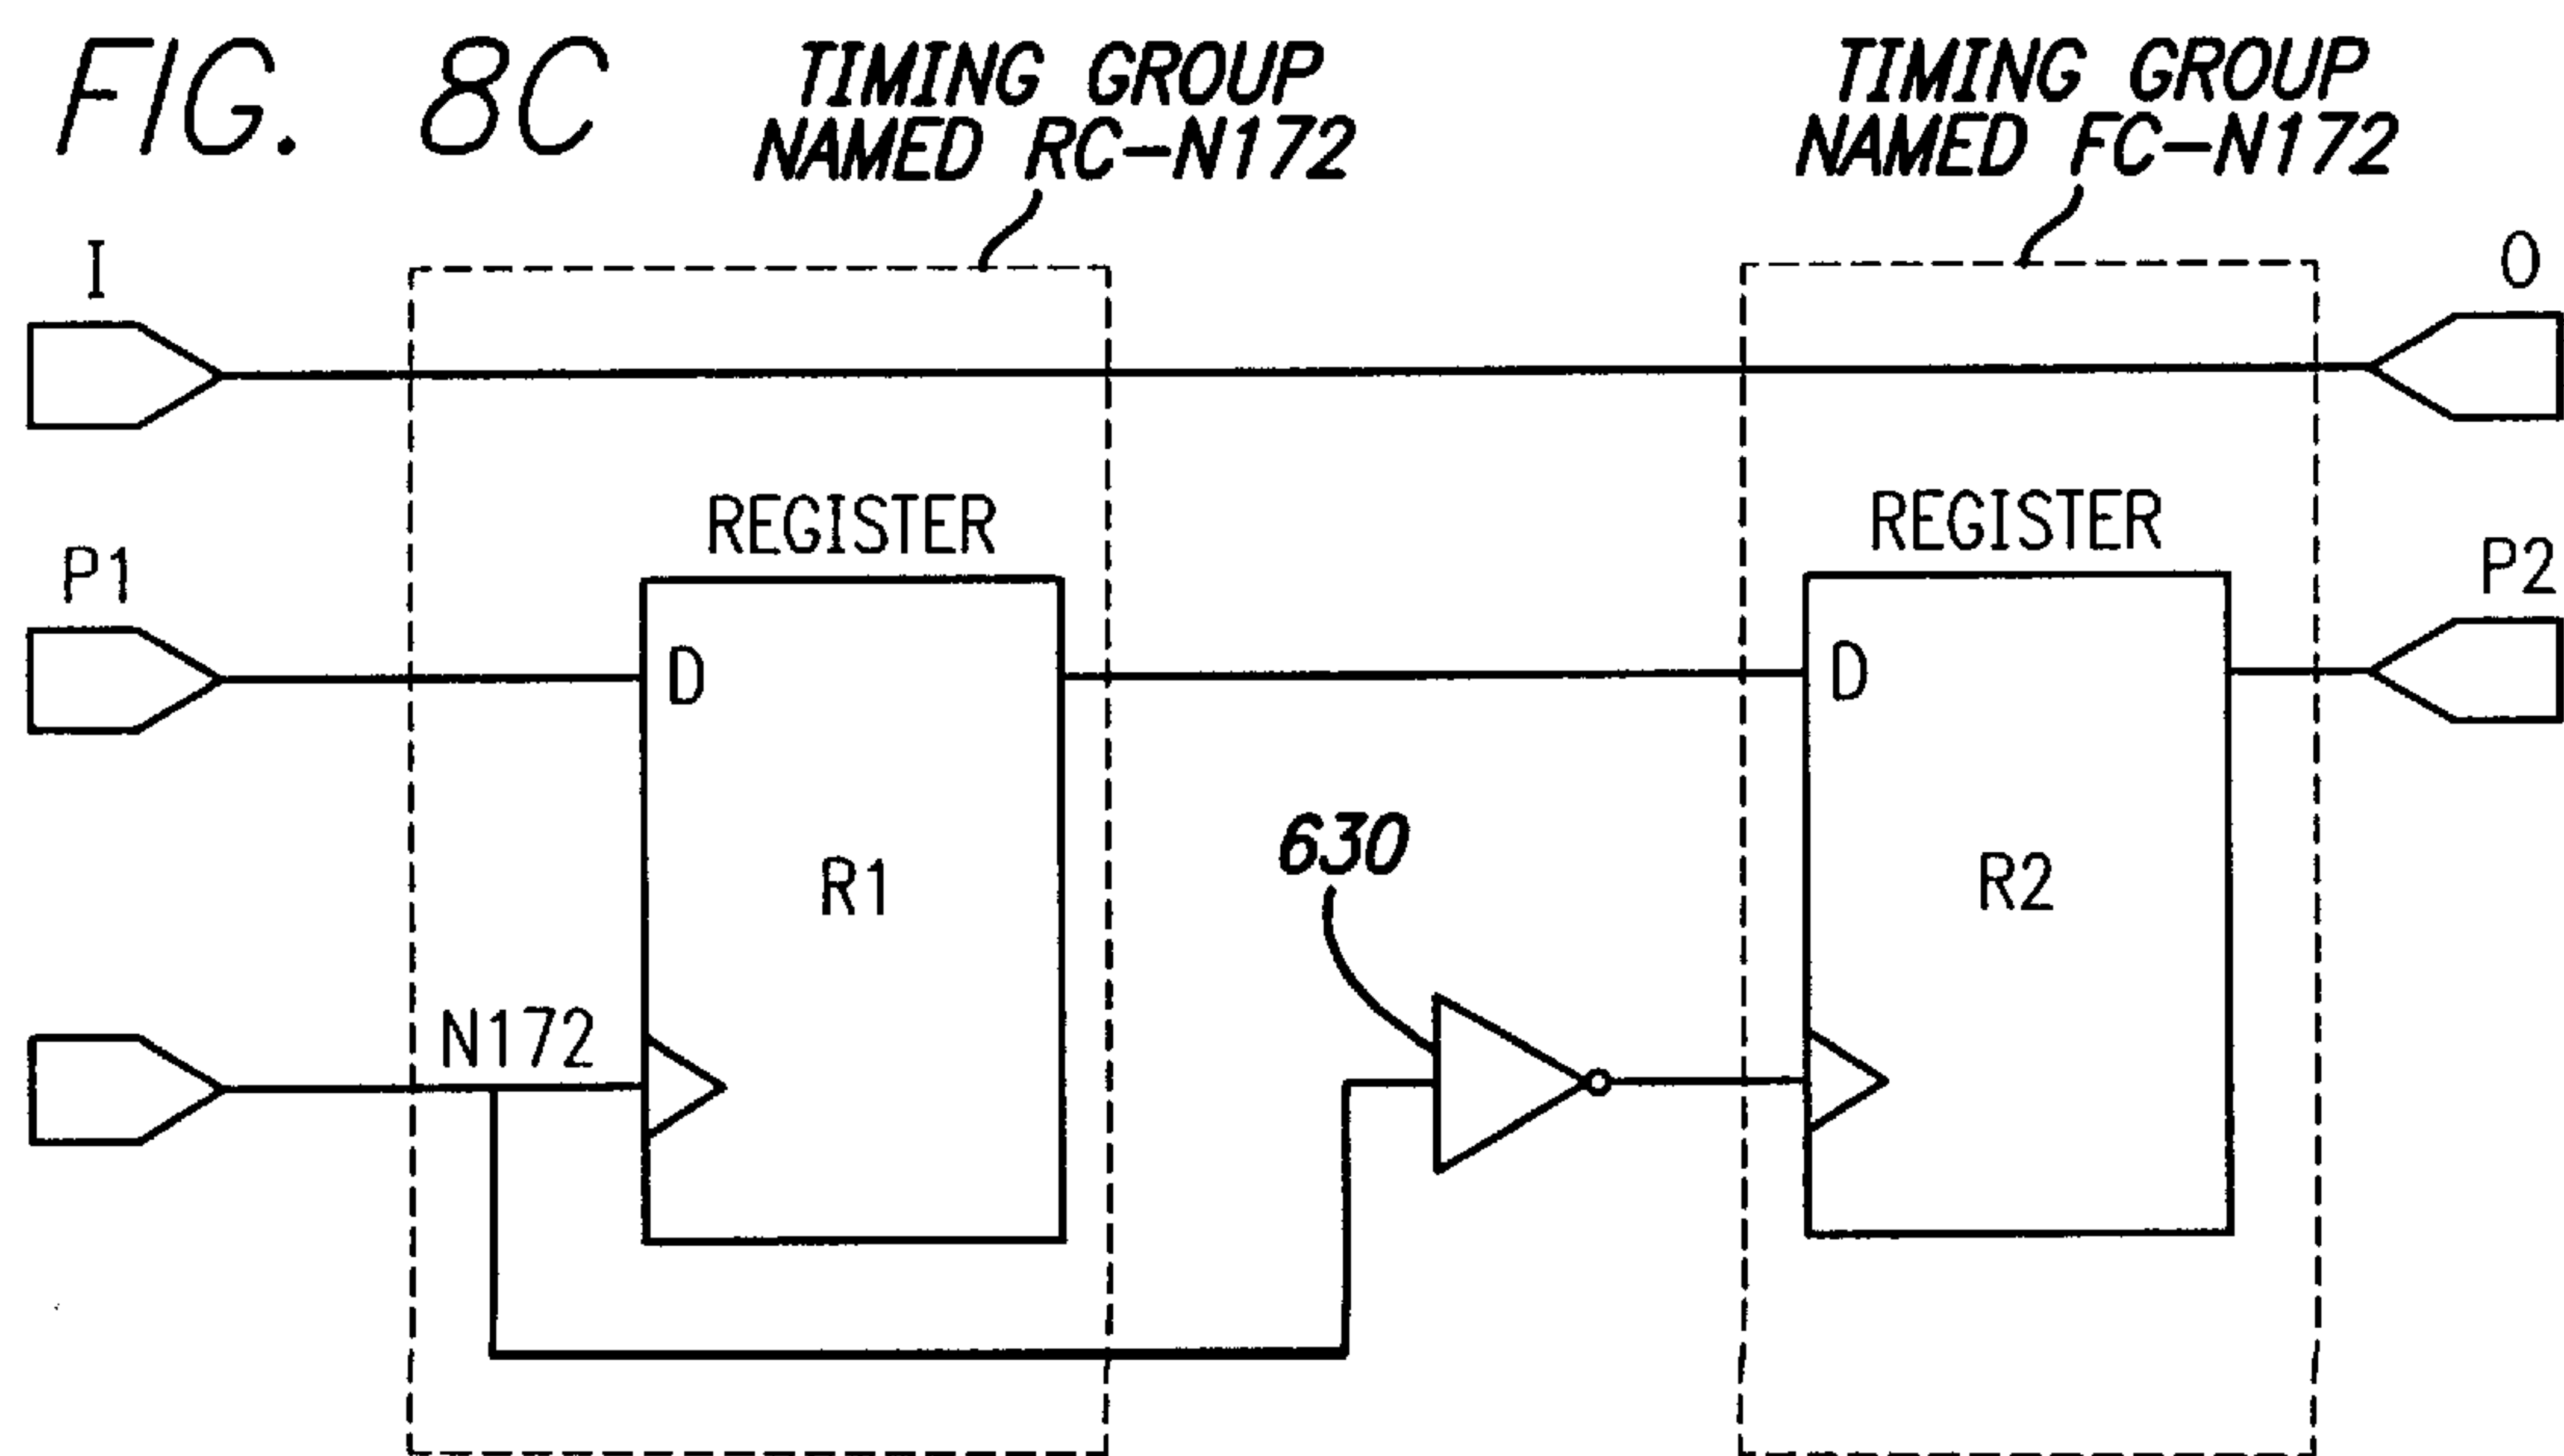 FIG. 8C
TIMING GROUP
NAMED RC-N172
TIMING GROUP
NAMED FC-N172
I
O
REGISTER
REGISTER
P1
P2
D
D
630
R1
R2
N172